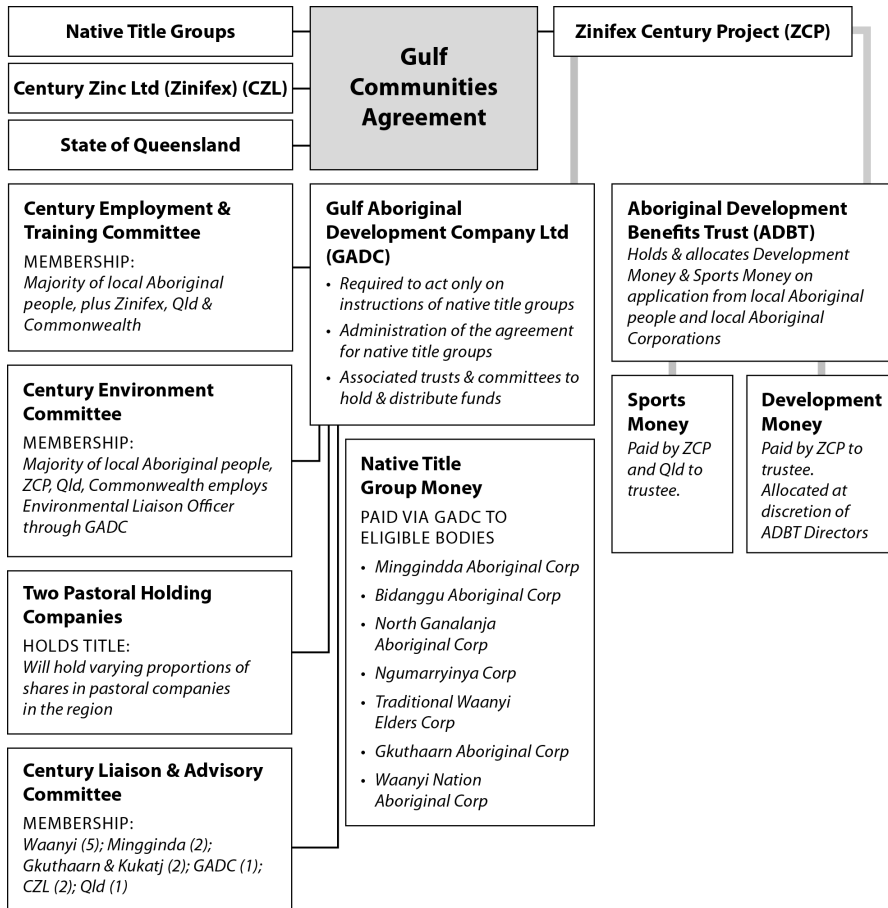 Native Title Groups
Century Zinc Ltd (Zinifex) (CZL)
State of Queensland
Gulf
Communities
Agreement
Zinifex Century Project (ZCP)
Century Employment &
Training Committee
MEMBERSHIP:
Majority of local Aboriginal
people, plus Zinifex, Qld &
Commonwealth
Century Environment
Committee
MEMBERSHIP:
Majority of local Aboriginal people,
ZCP, Qld, Commonwealth employs
Environmental Liaison Officer
through GADC
Two Pastoral Holding
Companies
HOLDS TITLE:
Will hold varying proportions of
shares in pastoral companies
in the region
Century Liaison & Advisory
Committee
MEMBERSHIP:
Waanyi (5); Mingginda (2);
Gkuthaarn & Kukatj (2); GADC (1);
CZL (2); Qld (1)
Gulf Aboriginal
Development Company Ltd
(GADC)
• Required to act only on
instructions of native title groups
• Administration of the agreement
for native title groups
• Associated trusts & committees to
hold & distribute funds
Native Title
Group Money
PAID VIA GADC TO
ELIGIBLE BODIES
• Minggindda Aboriginal Corp
• Bidanggu Aboriginal Corp
• North Ganalanja
Aboriginal Corp
• Ngumarryinya Corp
• Traditional Waanyi
Elders Corp
• Gkuthaarn Aboriginal Corp
• Waanyi Nation
Aboriginal Corp
Aboriginal Development
Benefits Trust (ADBT)
Holds & allocates Development
Money & Sports Money on
application from local Aboriginal
people and local Aboriginal
Corporations
Sports
Money
Paid by ZCP
and Qld to
trustee.
Development
Money
Paid by ZCP to
trustee.
Allocated at
discretion of
ADBT Directors